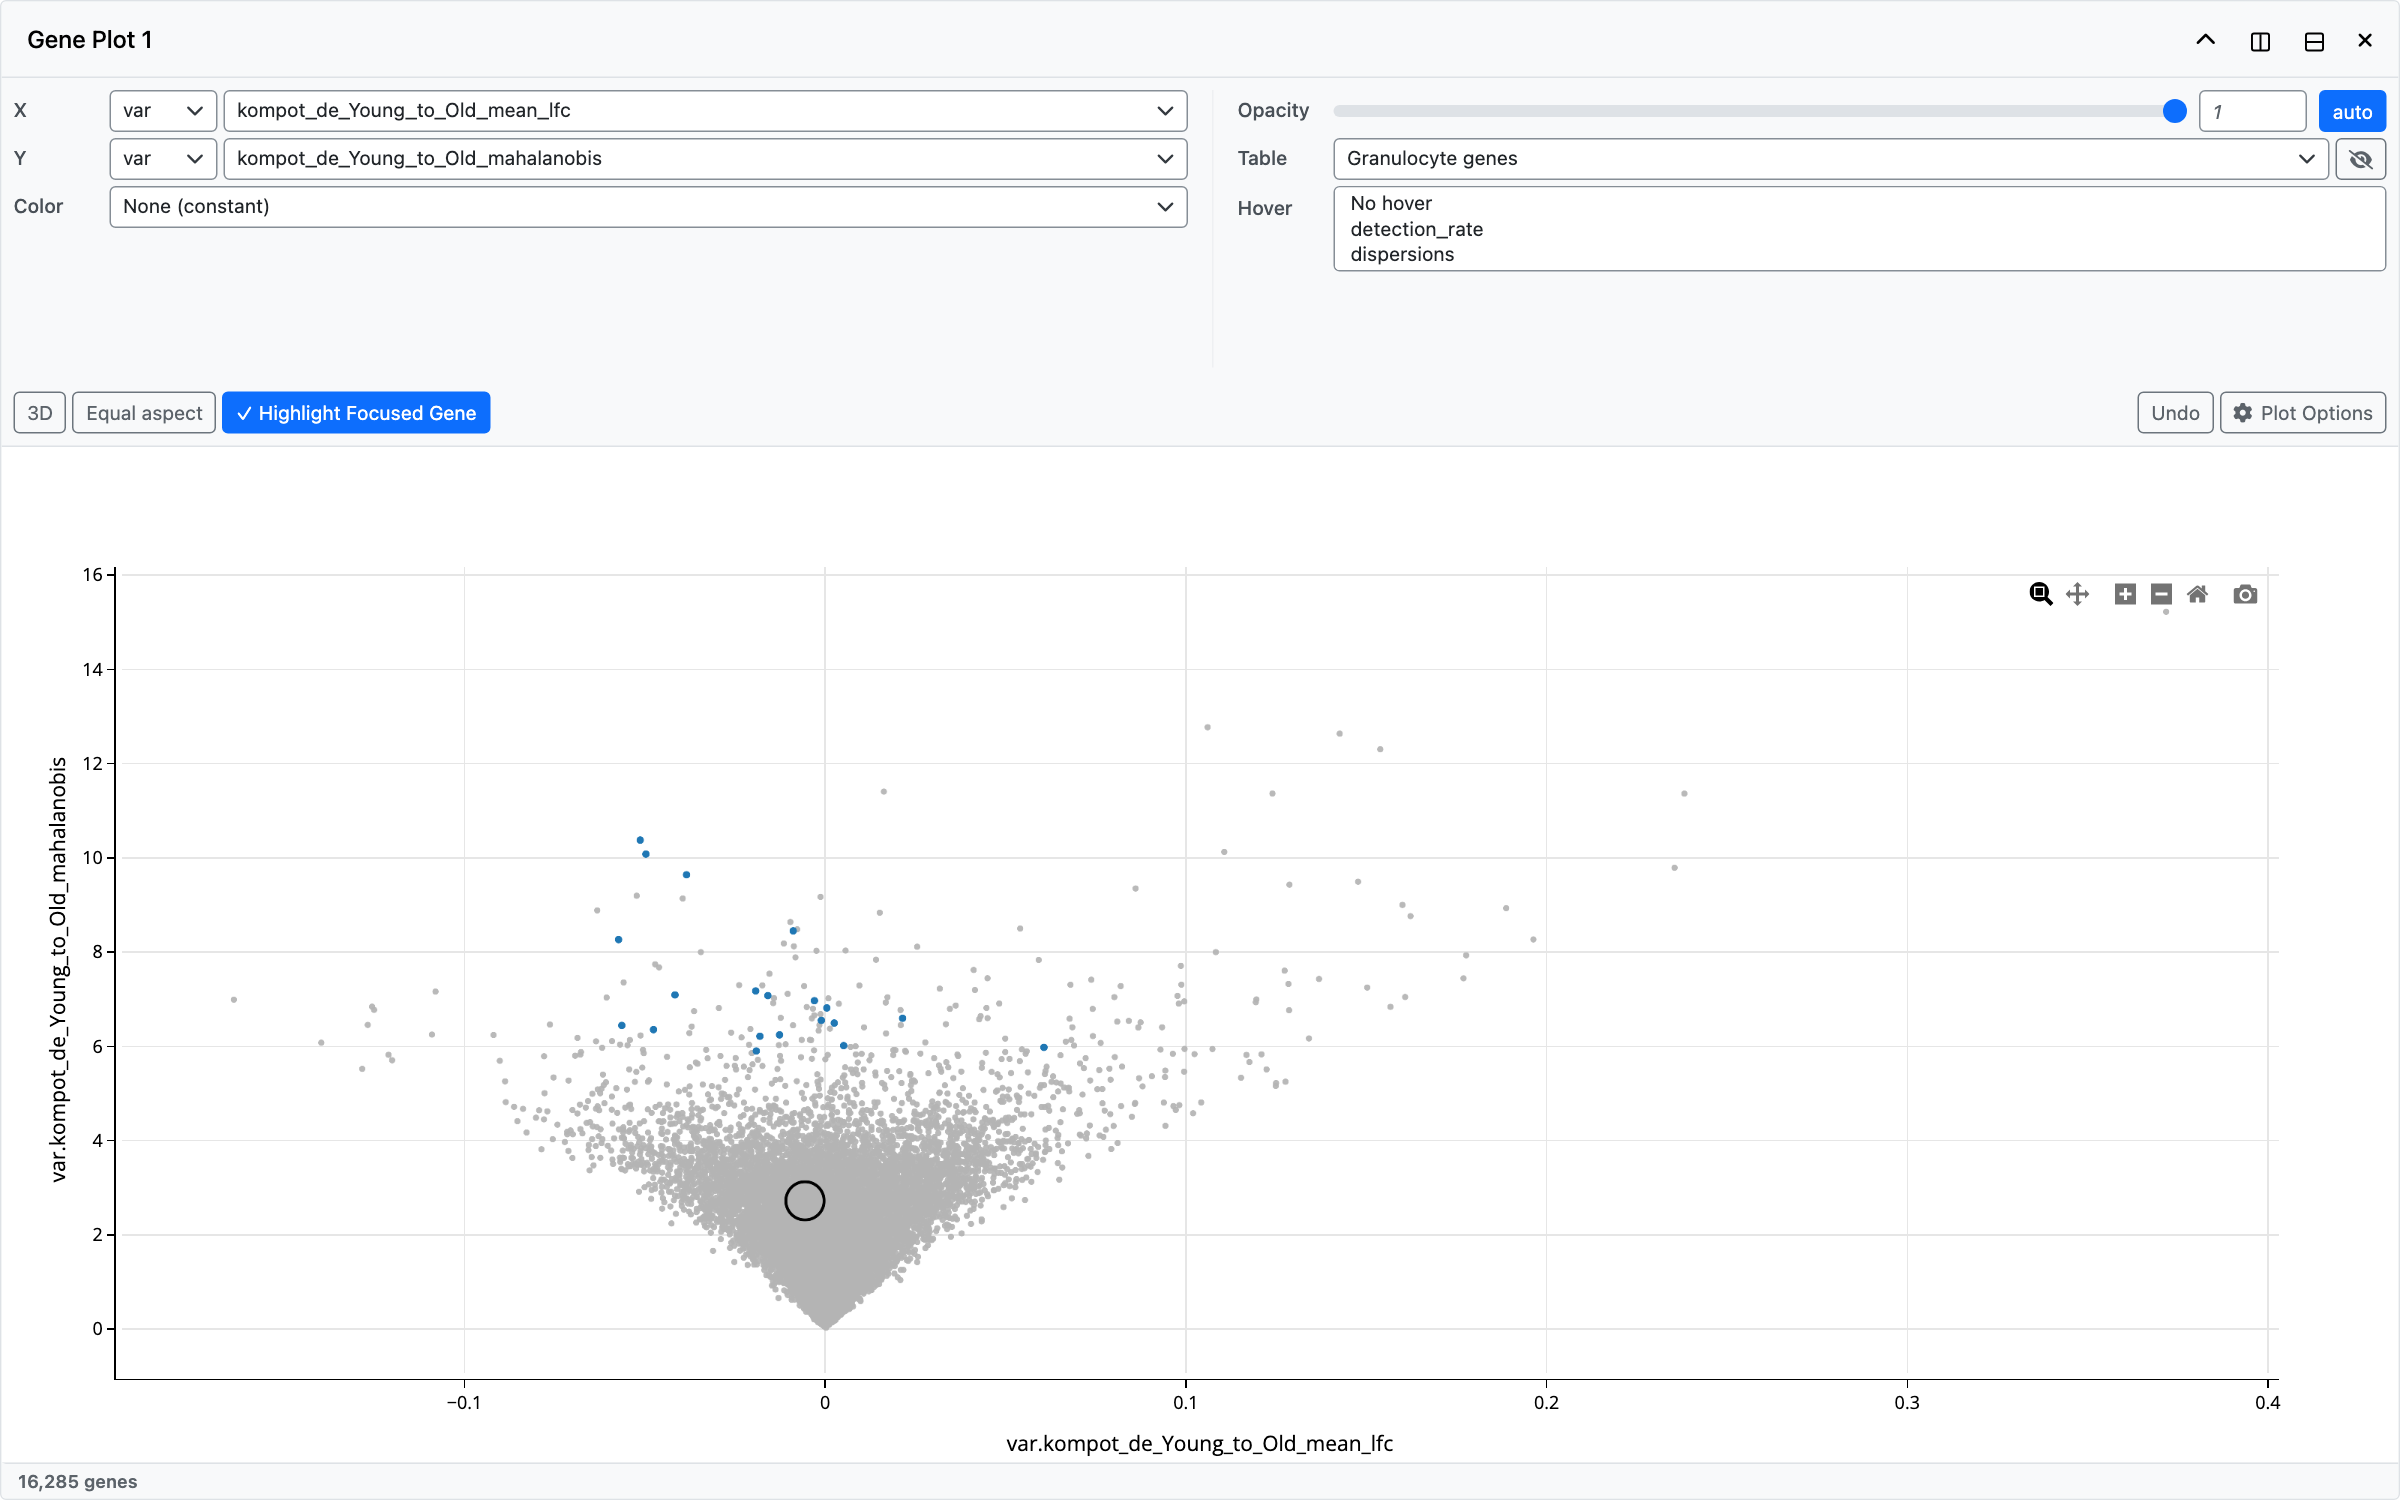 Gene Plot 1
X var kompot_de_Young_to_Old_mean_lfc
Y var kompot_de_Young_to_Old_mahalanobis
Color None (constant)
Opacity 1 auto
Table Granulocyte genes
Hover No hover
detection_rate
dispersions
3D Equal aspect ✓ Highlight Focused Gene Undo Plot Options
var.kompot_de_Young_to_Old_mahalanobis
16
14
12
10
8
6
4
2
0
−0.1 0 0.1 0.2 0.3 0.4
var.kompot_de_Young_to_Old_mean_lfc
16,285 genes